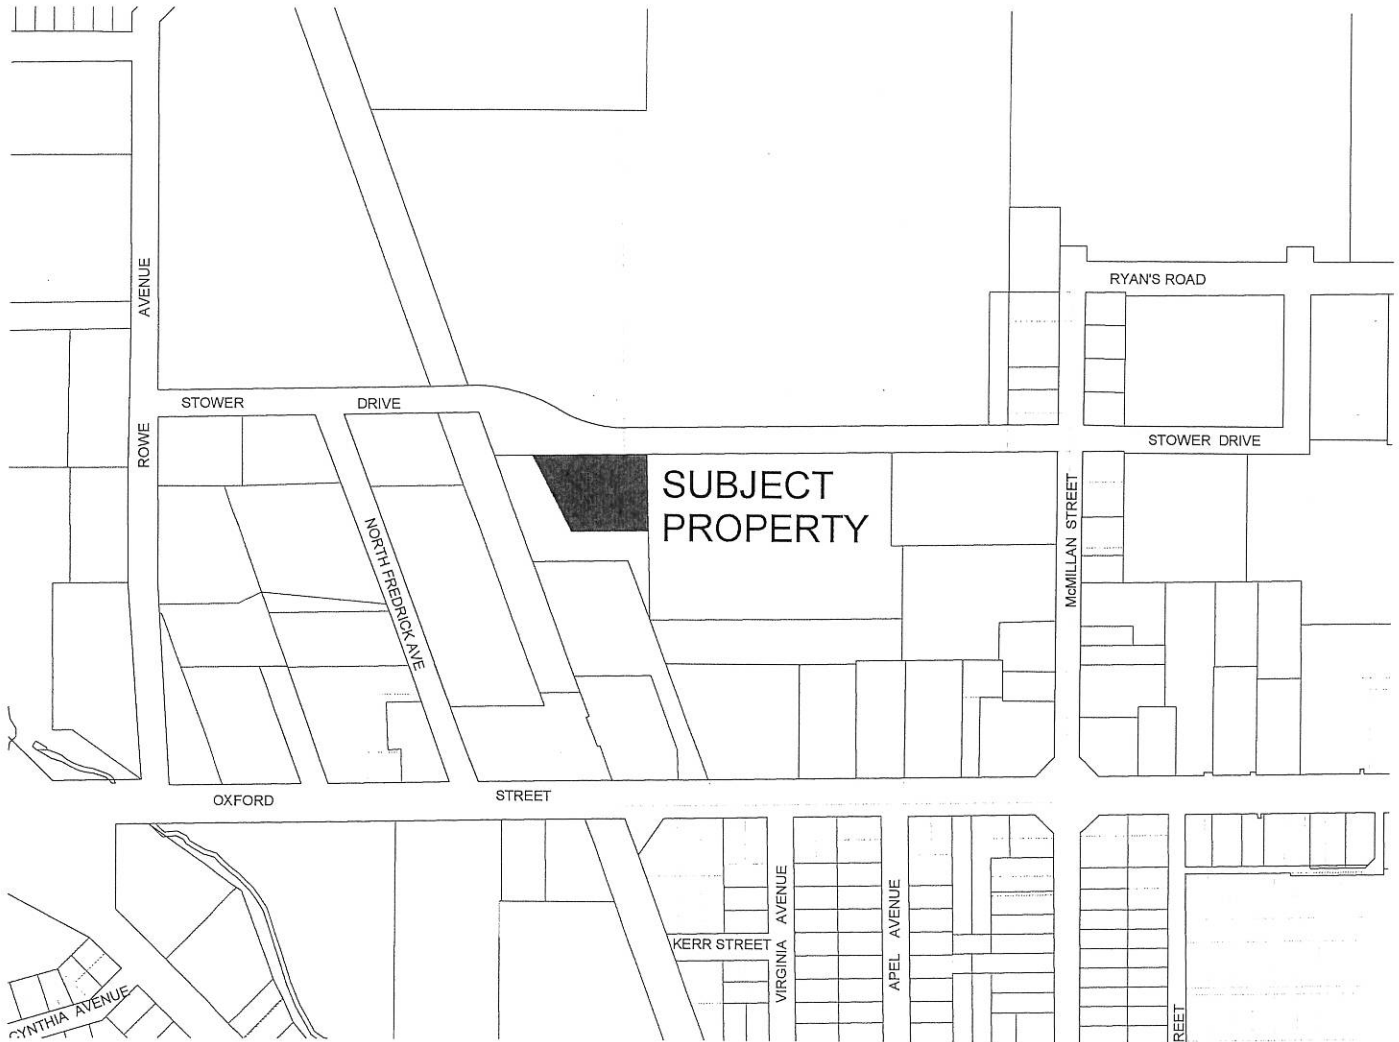 AVENUE
RYAN'S ROAD
STOWER DRIVE
ROWE
STOWER DRIVE
SUBJECT
PROPERTY
McMILLAN STREET
NORTH FREDRICK AVE
OXFORD STREET
VIRGINIA AVENUE
APEL AVENUE
KERR STREET
CYNTHIA AVENUE
REET